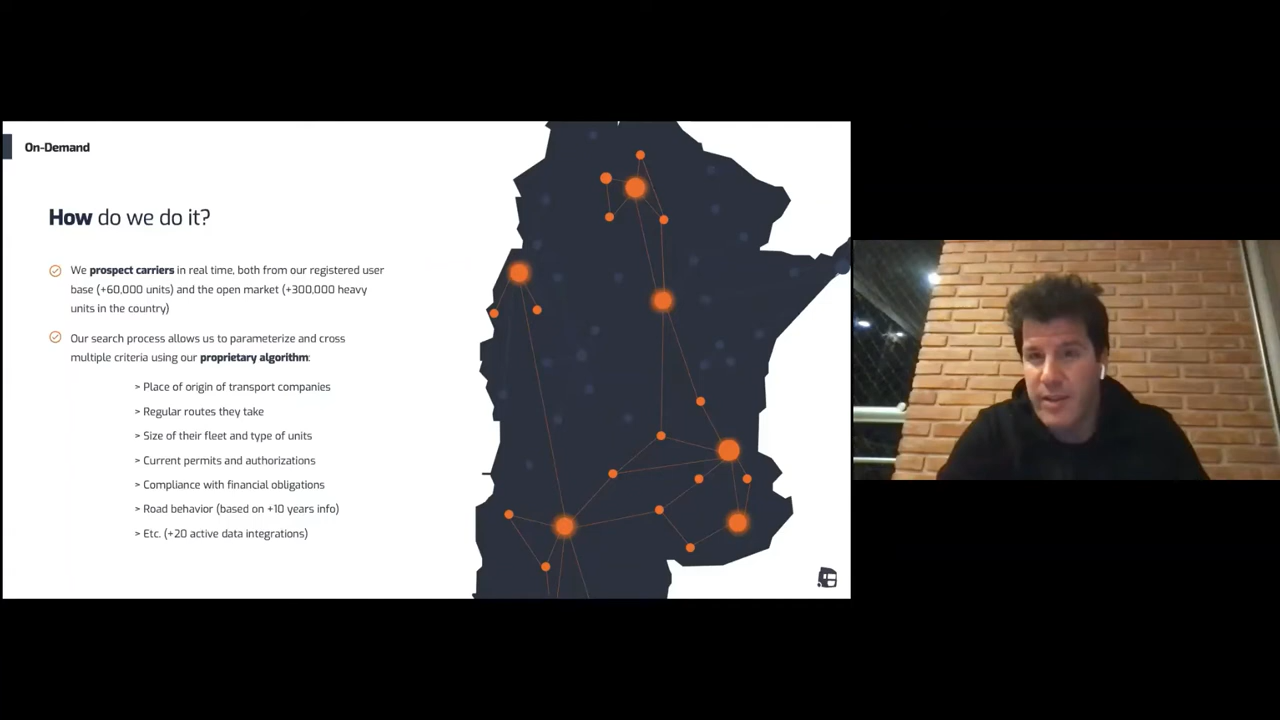 On-Demand
How do we do it?
We prospect carriers in real time, both from our registered user
base (+60,000 units) and the open market (+300,000 heavy
units in the country)
Our search process allows us to parameterize and cross
multiple criteria using our proprietary algorithm:
> Place of origin of transport companies
> Regular routes they take
> Size of their fleet and type of units
> Current permits and authorizations
> Compliance with financial obligations
> Road behavior (based on +10 years info)
> Etc. (+20 active data integrations)